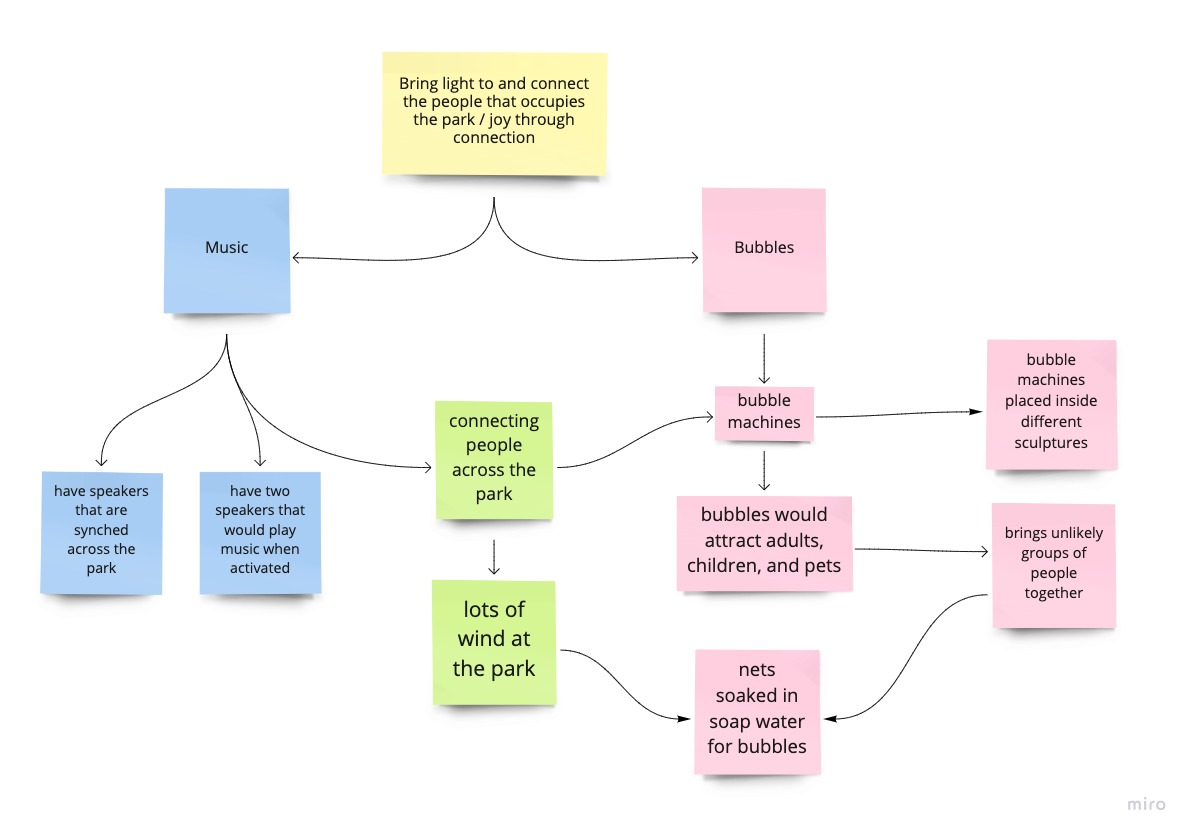 Bring light to and connect
the people that occupies
the park / joy through
connection
Music
Bubbles
bubble
machines
placed inside
different
sculptures
bubble
machines
connecting
people
across the
park
have speakers
that are
synched
across the
park
have two
speakers that
would play
music when
activated
bubbles would
attract adults,
children, and pets
brings unlikely
groups of
people
together
lots of
wind at
the park
nets
soaked in
soap water
for bubbles
miro